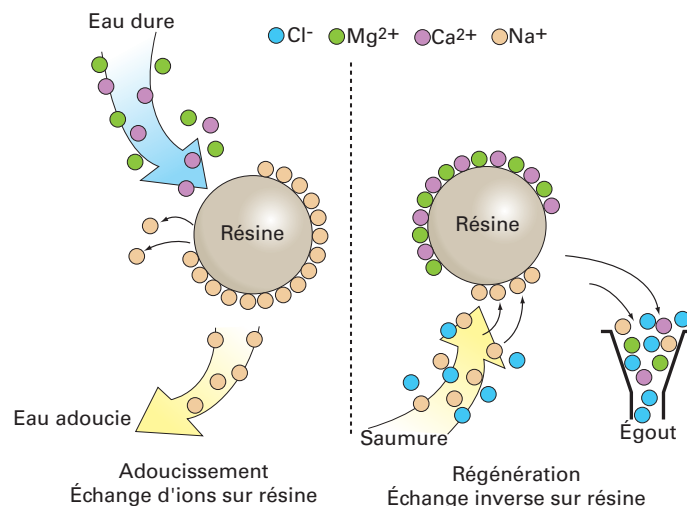 Eau dure
Cl- Mg2+ Ca2+ Na+
Résine
Résine
Eau adoucie
Saumure
Égout
Adoucissement
Échange d'ions sur résine
Régénération
Échange inverse sur résine